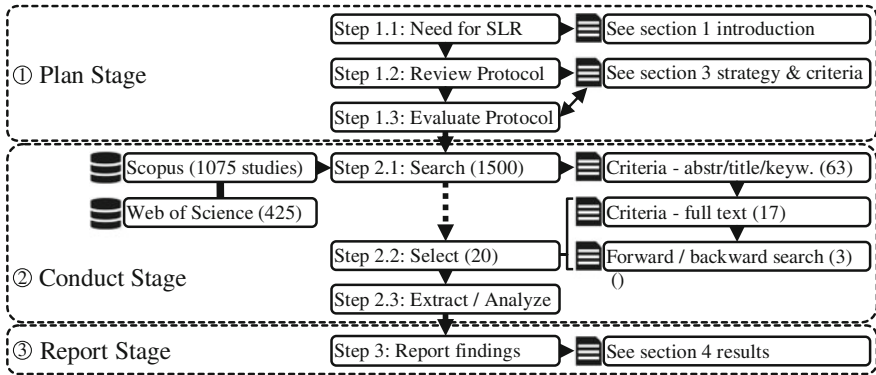 Step 1.1: Need for SLR
See section 1 introduction
① Plan Stage
Step 1.2: Review Protocol
See section 3 strategy & criteria
Step 1.3: Evaluate Protocol
Scopus (1075 studies)
Step 2.1: Search (1500)
Criteria - abstr/title/keyw. (63)
Web of Science (425)
Criteria - full text (17)
② Conduct Stage
Step 2.2: Select (20)
Forward / backward search (3)
()
Step 2.3: Extract / Analyze
③ Report Stage
Step 3: Report findings
See section 4 results